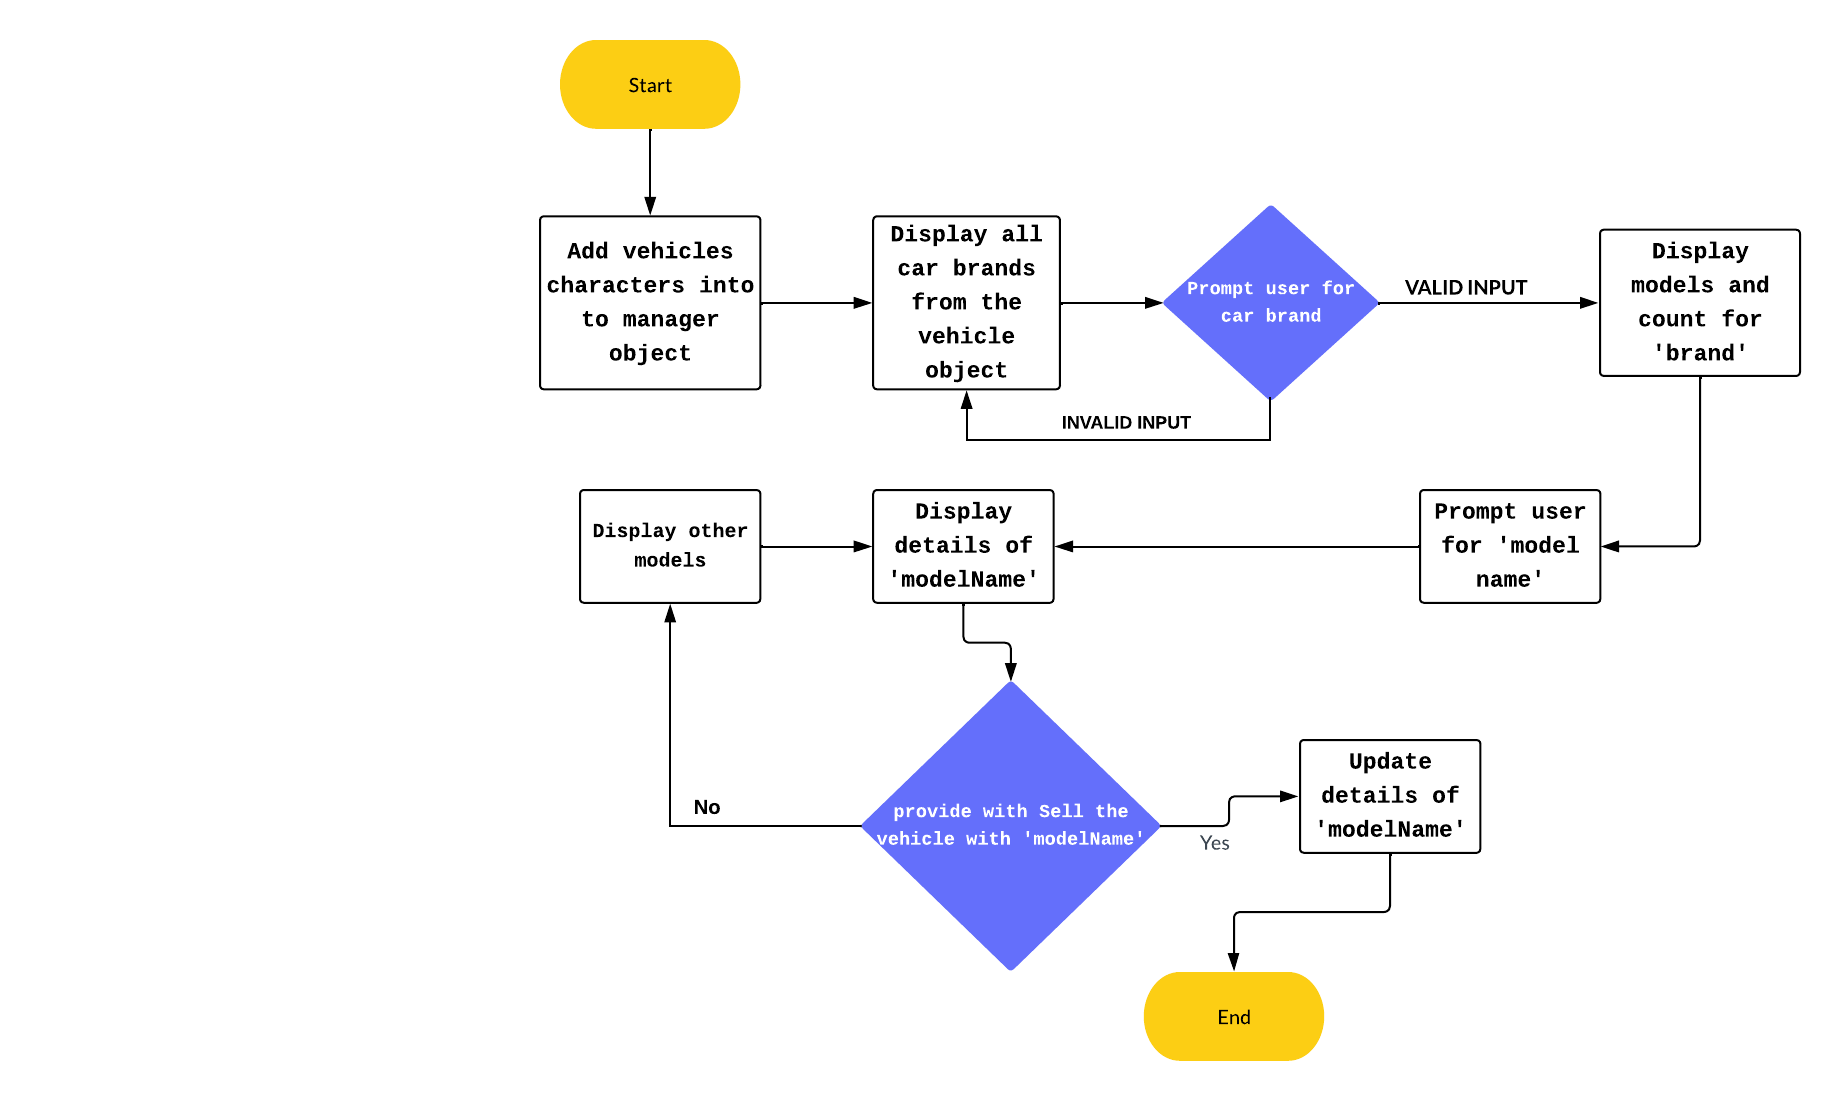 Start
Add vehicles
characters into
to manager
object
Display all
car brands
from the
vehicle
object
Prompt user for
car brand
VALID INPUT
Display
models and
count for
'brand'
INVALID INPUT
Display other
models
Display
details of
'modelName'
Prompt user
for 'model
name'
provide with Sell the
vehicle with 'modelName'
No
Yes
Update
details of
'modelName'
End